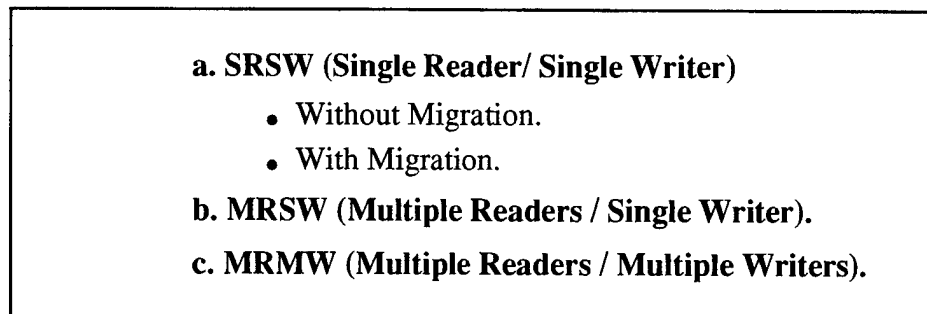 a. SRSW (Single Reader/ Single Writer)
• Without Migration.
• With Migration.
b. MRSW (Multiple Readers / Single Writer).
c. MRMW (Multiple Readers / Multiple Writers).